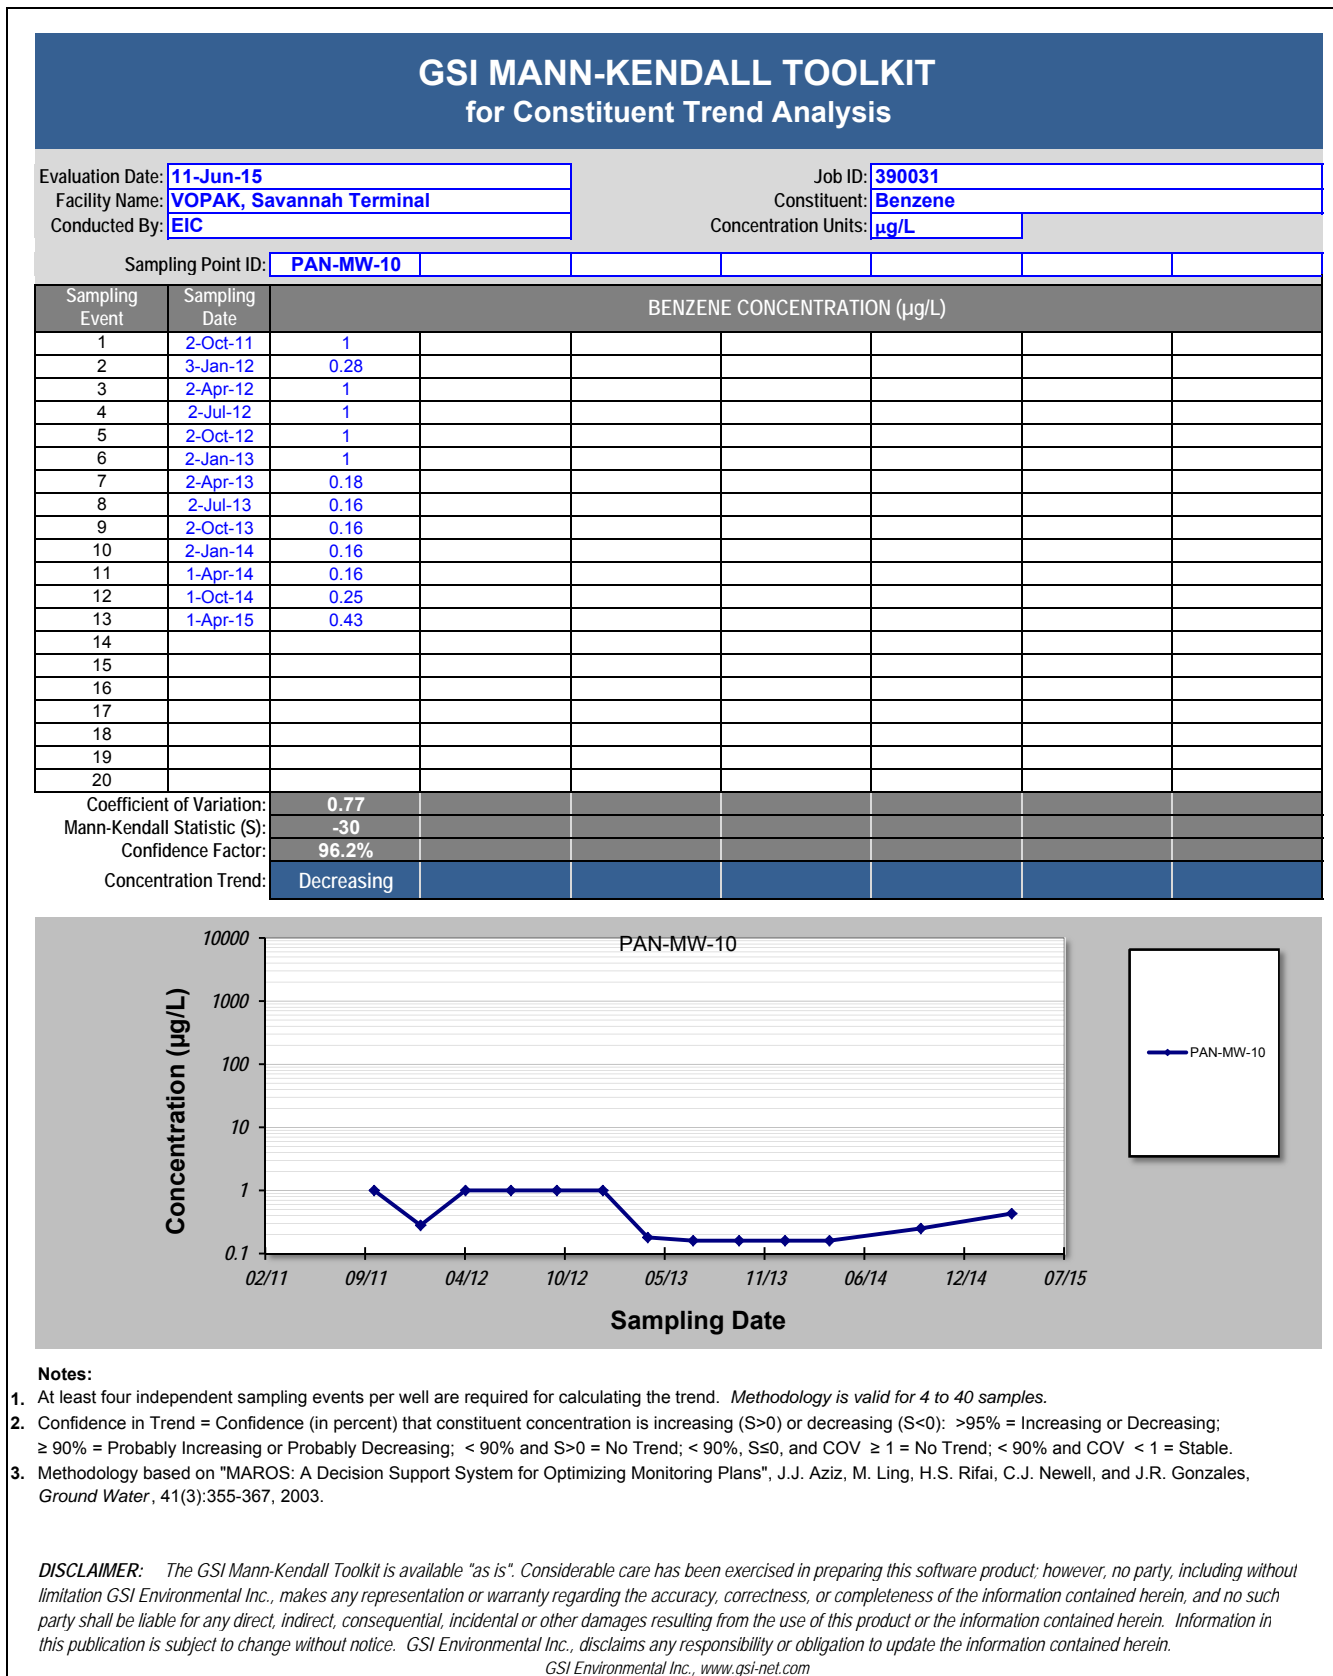 GSI MANN-KENDALL TOOLKIT
for Constituent Trend Analysis
Evaluation Date: 11-Jun-15 Job ID: 390031
Facility Name: VOPAK, Savannah Terminal Constituent: Benzene
Conducted By: EIC Concentration Units: µg/L
Sampling Point ID: PAN-MW-10
Sampling Event Sampling Date BENZENE CONCENTRATION (µg/L)
1 2-Oct-11 1
2 3-Jan-12 0.28
3 2-Apr-12 1
4 2-Jul-12 1
5 2-Oct-12 1
6 2-Jan-13 1
7 2-Apr-13 0.18
8 2-Jul-13 0.16
9 2-Oct-13 0.16
10 2-Jan-14 0.16
11 1-Apr-14 0.16
12 1-Oct-14 0.25
13 1-Apr-15 0.43
14
15
16
17
18
19
20
Coefficient of Variation: 0.77
Mann-Kendall Statistic (S): -30
Confidence Factor: 96.2%
Concentration Trend: Decreasing
PAN-MW-10
Concentration (µg/L)
10000
1000
100
10
1
0.1
02/11 09/11 04/12 10/12 05/13 11/13 06/14 12/14 07/15
Sampling Date
PAN-MW-10
Notes:
1. At least four independent sampling events per well are required for calculating the trend. Methodology is valid for 4 to 40 samples.
2. Confidence in Trend = Confidence (in percent) that constituent concentration is increasing (S>0) or decreasing (S<0): >95% = Increasing or Decreasing;
≥ 90% = Probably Increasing or Probably Decreasing; < 90% and S>0 = No Trend; < 90%, S≤0, and COV ≥ 1 = No Trend; < 90% and COV < 1 = Stable.
3. Methodology based on "MAROS: A Decision Support System for Optimizing Monitoring Plans", J.J. Aziz, M. Ling, H.S. Rifai, C.J. Newell, and J.R. Gonzales,
Ground Water, 41(3):355-367, 2003.
DISCLAIMER: The GSI Mann-Kendall Toolkit is available "as is". Considerable care has been exercised in preparing this software product; however, no party, including without
limitation GSI Environmental Inc., makes any representation or warranty regarding the accuracy, correctness, or completeness of the information contained herein, and no such
party shall be liable for any direct, indirect, consequential, incidental or other damages resulting from the use of this product or the information contained herein. Information in
this publication is subject to change without notice. GSI Environmental Inc., disclaims any responsibility or obligation to update the information contained herein.
GSI Environmental Inc., www.gsi-net.com